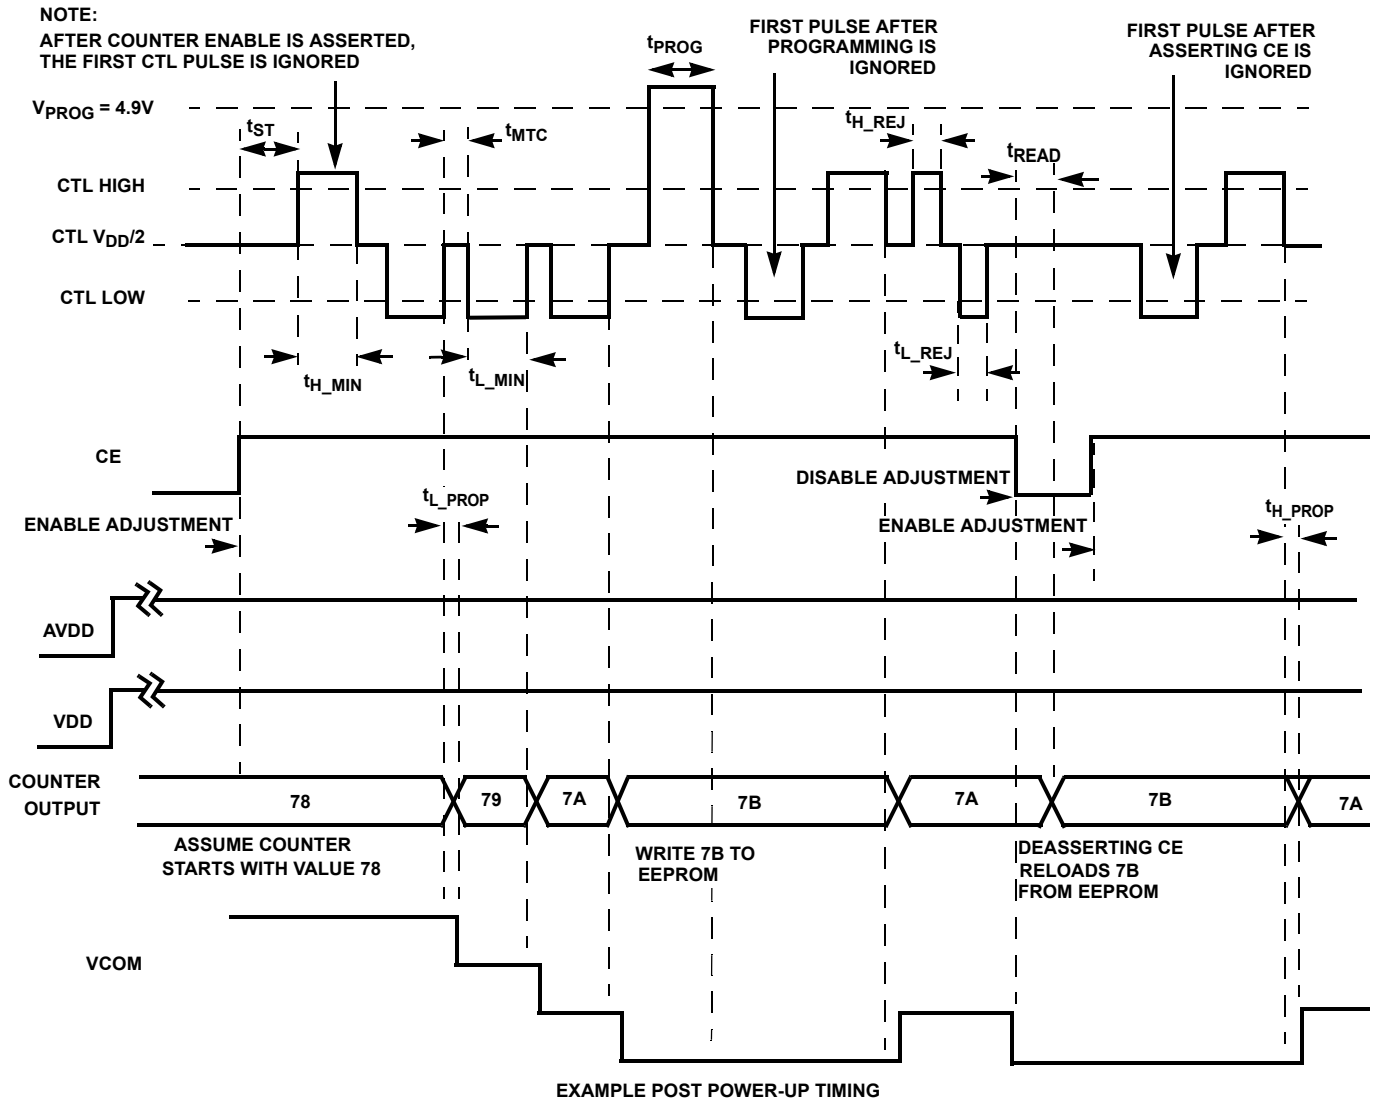 NOTE:
AFTER COUNTER ENABLE IS ASSERTED,
THE FIRST CTL PULSE IS IGNORED
tPROG
FIRST PULSE AFTER
PROGRAMMING IS
IGNORED
FIRST PULSE AFTER
ASSERTING CE IS
IGNORED
VPROG = 4.9V
tST
tMTC
tH_REJ
tREAD
CTL HIGH
CTL VDD/2
CTL LOW
tH_MIN
tL_MIN
tL_REJ
CE
DISABLE ADJUSTMENT
tL_PROP
tH_PROP
ENABLE ADJUSTMENT
ENABLE ADJUSTMENT
AVDD
VDD
COUNTER
OUTPUT
78
79
7A
7B
7A
7B
7A
ASSUME COUNTER
STARTS WITH VALUE 78
WRITE 7B TO
EEPROM
DEASSERTING CE
RELOADS 7B
FROM EEPROM
VCOM
EXAMPLE POST POWER-UP TIMING